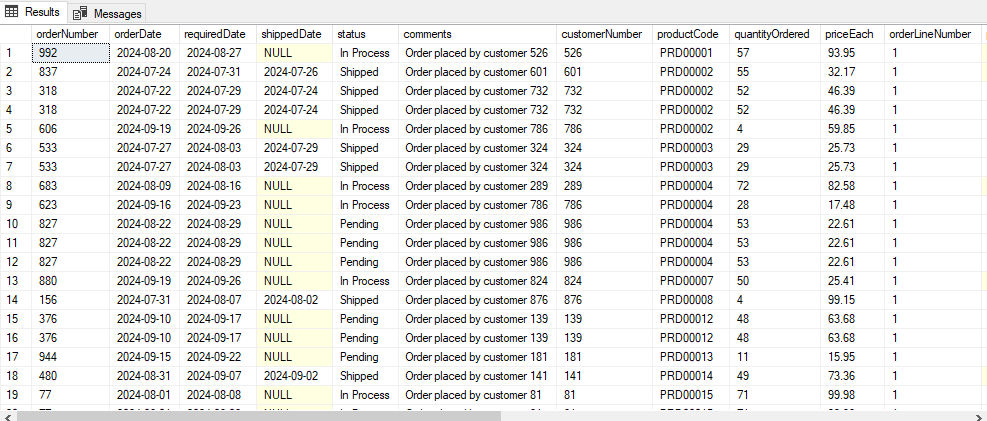 Results Messages
orderNumber orderDate requiredDate shippedDate status comments customerNumber productCode quantityOrdered priceEach orderLineNumber
1 992 2024-08-20 2024-08-27 NULL In Process Order placed by customer 526 526 PRD00001 57 93.95 1
2 837 2024-07-24 2024-07-31 2024-07-26 Shipped Order placed by customer 601 601 PRD00002 55 32.17 1
3 318 2024-07-22 2024-07-29 2024-07-24 Shipped Order placed by customer 732 732 PRD00002 52 46.39 1
4 318 2024-07-22 2024-07-29 2024-07-24 Shipped Order placed by customer 732 732 PRD00002 52 46.39 1
5 606 2024-09-19 2024-09-26 NULL In Process Order placed by customer 786 786 PRD00002 4 59.85 1
6 533 2024-07-27 2024-08-03 2024-07-29 Shipped Order placed by customer 324 324 PRD00003 29 25.73 1
7 533 2024-07-27 2024-08-03 2024-07-29 Shipped Order placed by customer 324 324 PRD00003 29 25.73 1
8 683 2024-08-09 2024-08-16 NULL In Process Order placed by customer 289 289 PRD00004 72 82.58 1
9 623 2024-09-16 2024-09-23 NULL In Process Order placed by customer 786 786 PRD00004 28 17.48 1
10 827 2024-08-22 2024-08-29 NULL Pending Order placed by customer 986 986 PRD00004 53 22.61 1
11 827 2024-08-22 2024-08-29 NULL Pending Order placed by customer 986 986 PRD00004 53 22.61 1
12 827 2024-08-22 2024-08-29 NULL Pending Order placed by customer 986 986 PRD00004 53 22.61 1
13 880 2024-09-19 2024-09-26 NULL In Process Order placed by customer 824 824 PRD00007 50 25.41 1
14 156 2024-07-31 2024-08-07 2024-08-02 Shipped Order placed by customer 876 876 PRD00008 4 99.15 1
15 376 2024-09-10 2024-09-17 NULL Pending Order placed by customer 139 139 PRD00012 48 63.68 1
16 376 2024-09-10 2024-09-17 NULL Pending Order placed by customer 139 139 PRD00012 48 63.68 1
17 944 2024-09-15 2024-09-22 NULL Pending Order placed by customer 181 181 PRD00013 11 15.95 1
18 480 2024-08-31 2024-09-07 2024-09-02 Shipped Order placed by customer 141 141 PRD00014 49 73.36 1
19 77 2024-08-01 2024-08-08 NULL In Process Order placed by customer 81 81 PRD00015 71 99.98 1